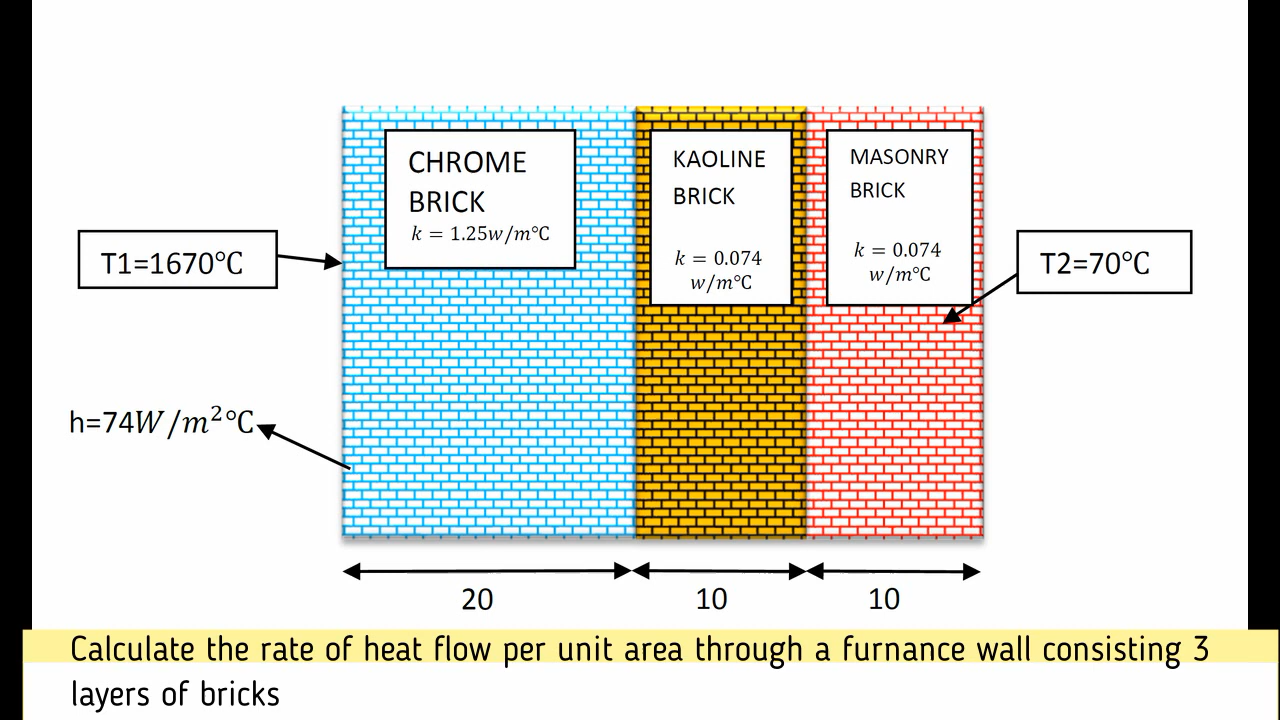 CHROME
BRICK
k = 1.25w/m℃
KAOLINE
BRICK
k = 0.074
w/m℃
MASONRY
BRICK
k = 0.074
w/m℃
T1=1670℃
T2=70℃
h=74W/m²℃
20
10
10
Calculate the rate of heat flow per unit area through a furnance wall consisting 3
layers of bricks